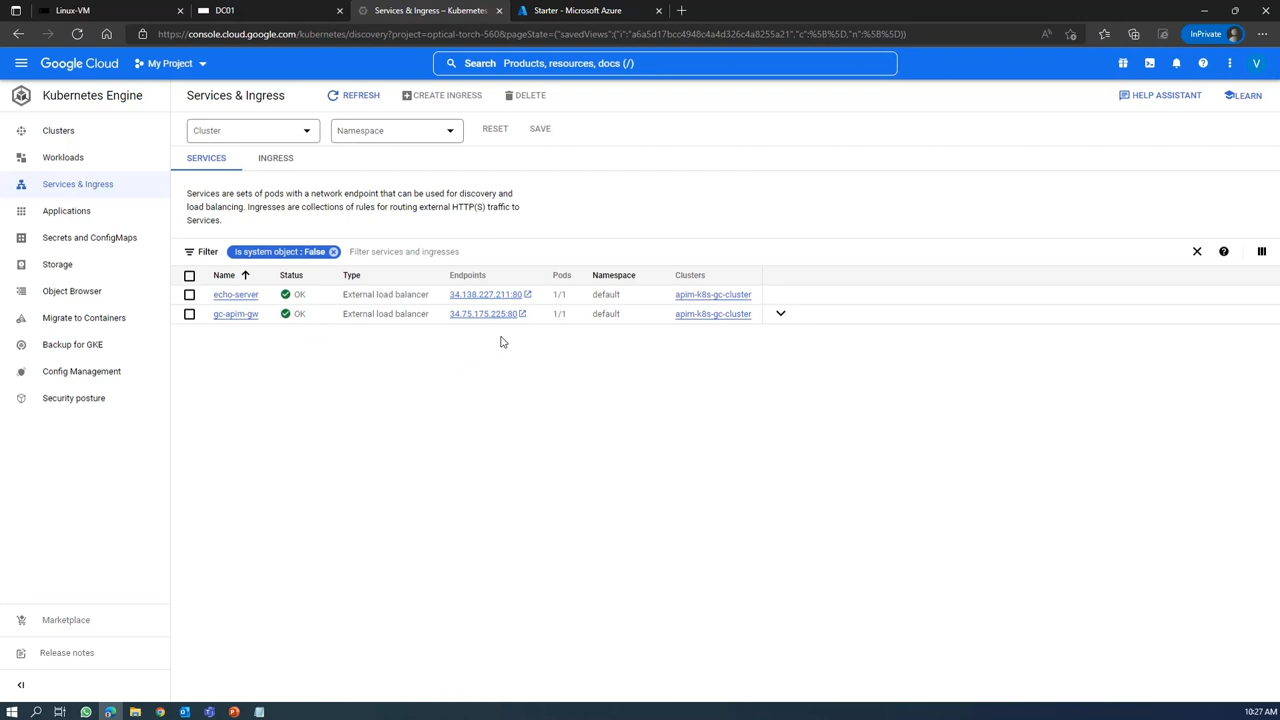 Linux-VM
DC01
Services & Ingress – Kubernetes
Starter - Microsoft Azure
https://console.cloud.google.com/kubernetes/discovery?project=optical-torch-560&pageState={"savedViews":{"i":"a6a5d17bcc4948c4a4d326c4a8255a21","c":%5B%5D,"n":%5B%5D}}
InPrivate
Google Cloud
My Project
Search Products, resources, docs (/)
V
Kubernetes Engine
Services & Ingress
REFRESH
CREATE INGRESS
DELETE
HELP ASSISTANT
LEARN
Clusters
Workloads
Services & Ingress
Applications
Secrets and ConfigMaps
Storage
Object Browser
Migrate to Containers
Backup for GKE
Config Management
Security posture
Marketplace
Release notes
Cluster
Namespace
RESET
SAVE
SERVICES
INGRESS
Services are sets of pods with a network endpoint that can be used for discovery and
load balancing. Ingresses are collections of rules for routing external HTTP(S) traffic to
Services.
Filter
Is system object : False
Filter services and ingresses
Name Status Type Endpoints Pods Namespace Clusters
echo-server OK External load balancer 34.138.227.211:80 1/1 default apim-k8s-gc-cluster
gc-apim-gw OK External load balancer 34.75.175.225:80 1/1 default apim-k8s-gc-cluster
10:27 AM